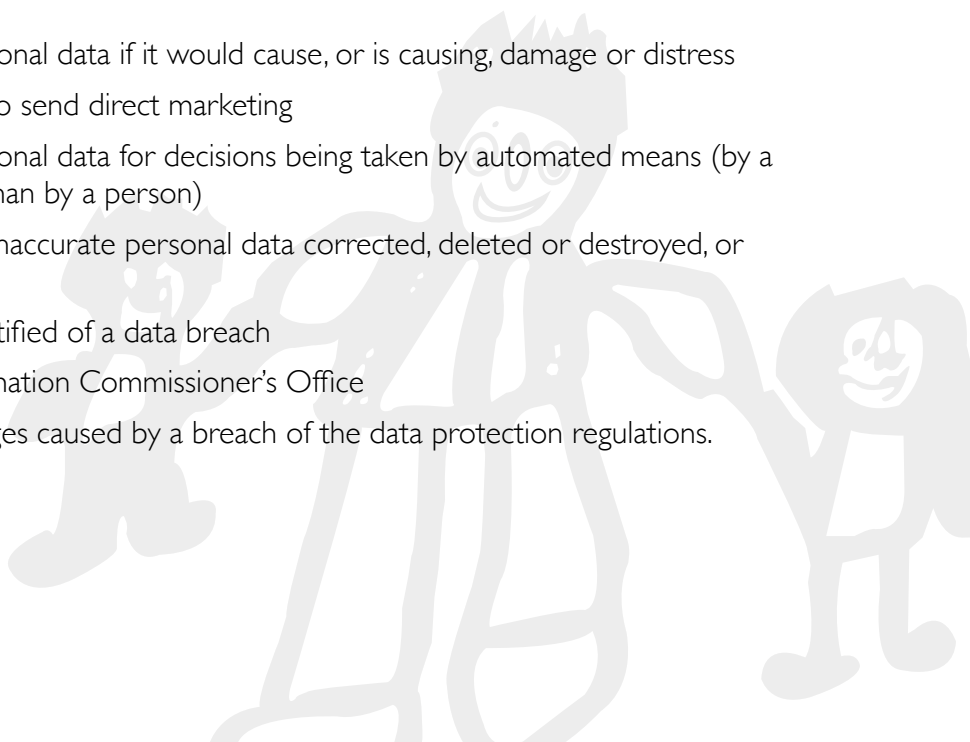 onal data if it would cause, or is causing, damage or distress
o send direct marketing
onal data for decisions being taken by automated means (by a
nan by a person)
naccurate personal data corrected, deleted or destroyed, or
tified of a data breach
nation Commissioner's Office
ges caused by a breach of the data protection regulations.